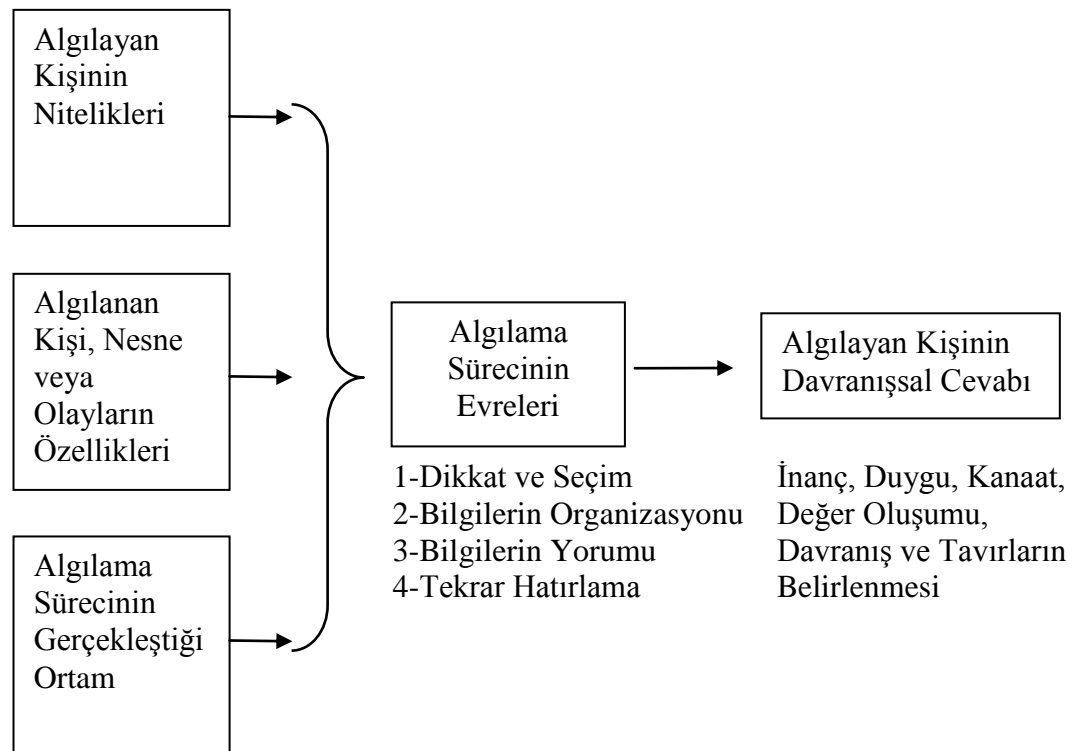 Algılayan
Kişinin
Nitelikleri
Algılanan
Kişi, Nesne
veya
Olayların
Özellikleri
Algılama
Sürecinin
Gerçekleştiği
Ortam
Algılama
Sürecinin
Evreleri
1-Dikkat ve Seçim
2-Bilgilerin Organizasyonu
3-Bilgilerin Yorumu
4-Tekrar Hatırlama
Algılayan Kişinin
Davranışsal Cevabı
İnanç, Duygu, Kanaat,
Değer Oluşumu,
Davranış ve Tavırların
Belirlenmesi